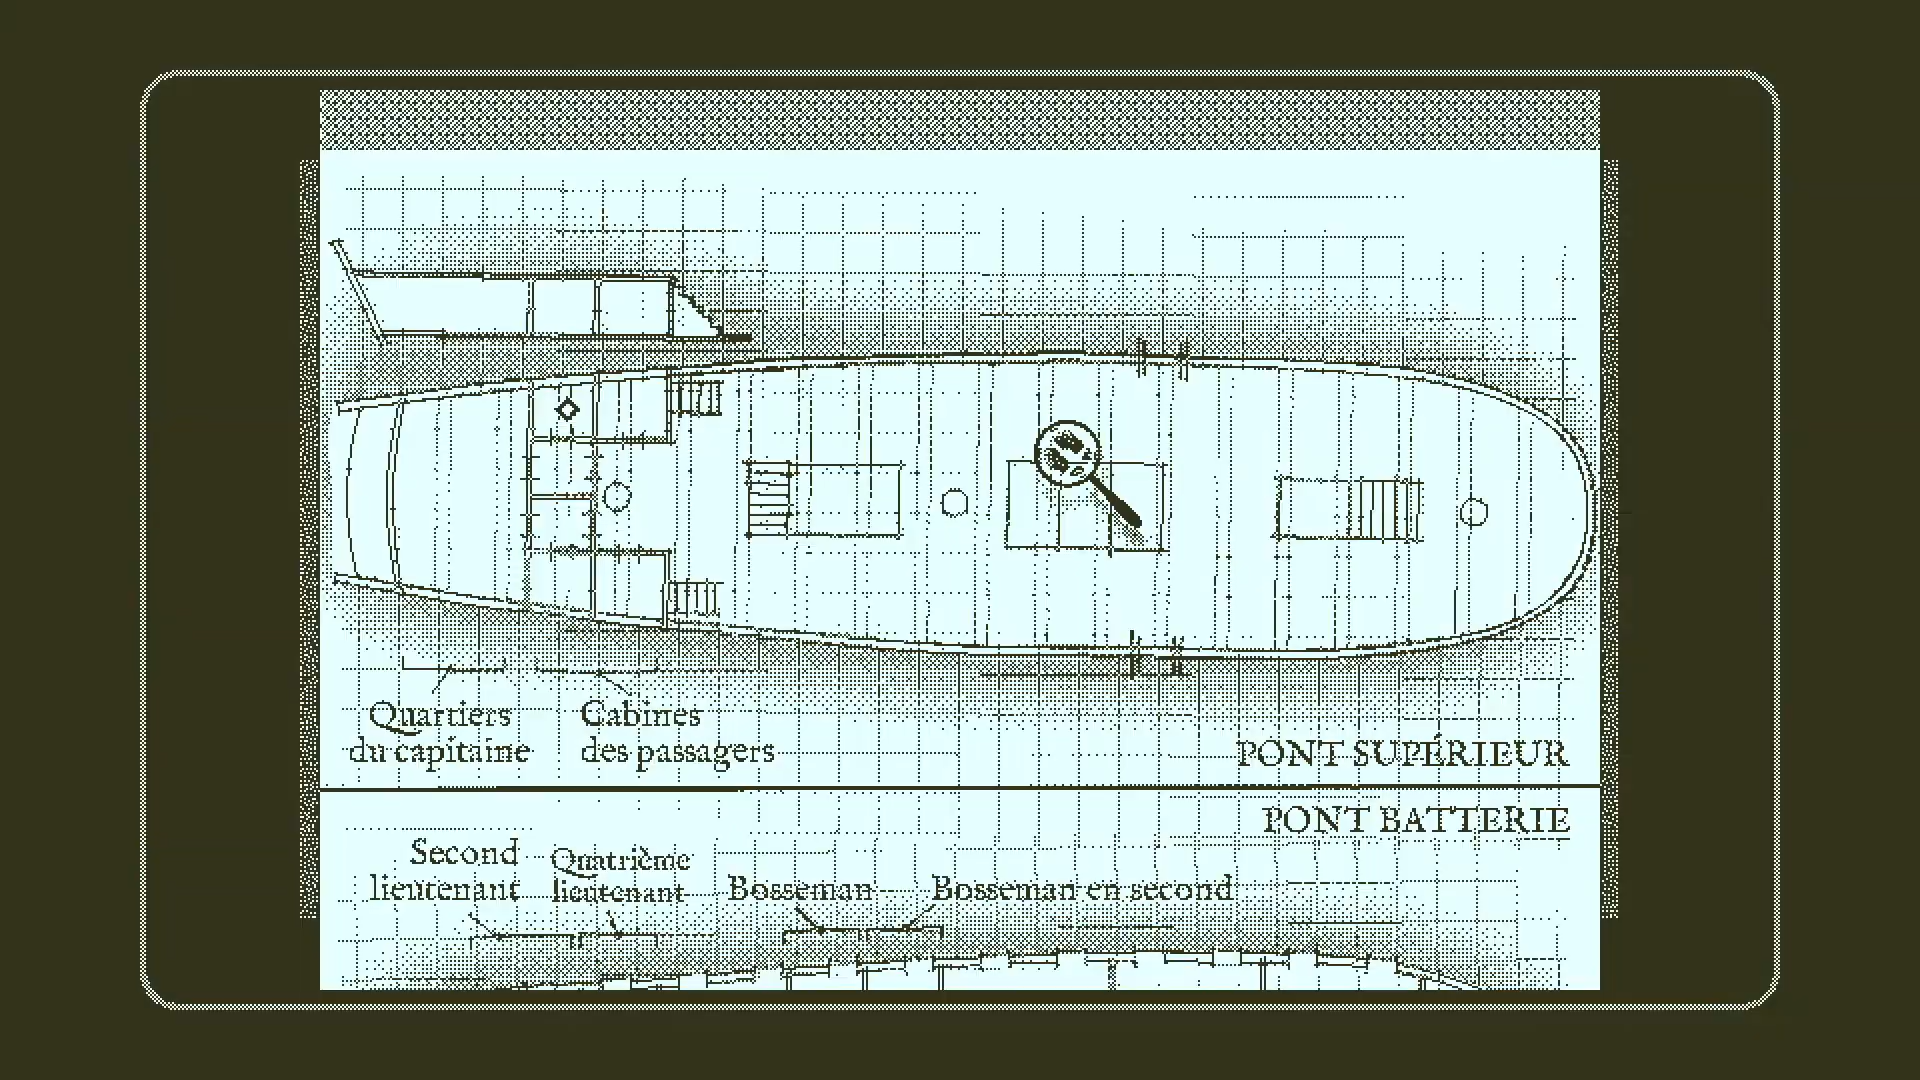 Quartiers
du capitaine
Cabines
des passagers
PONT SUPÉRIEUR
PONT BATTERIE
Second
lieutenant
Quatrième
lieutenant
Bosseman
Bosseman en second